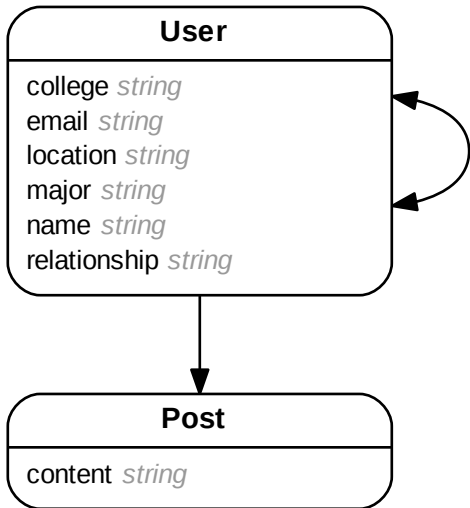 User
college string
email string
location string
major string
name string
relationship string
Post
content string